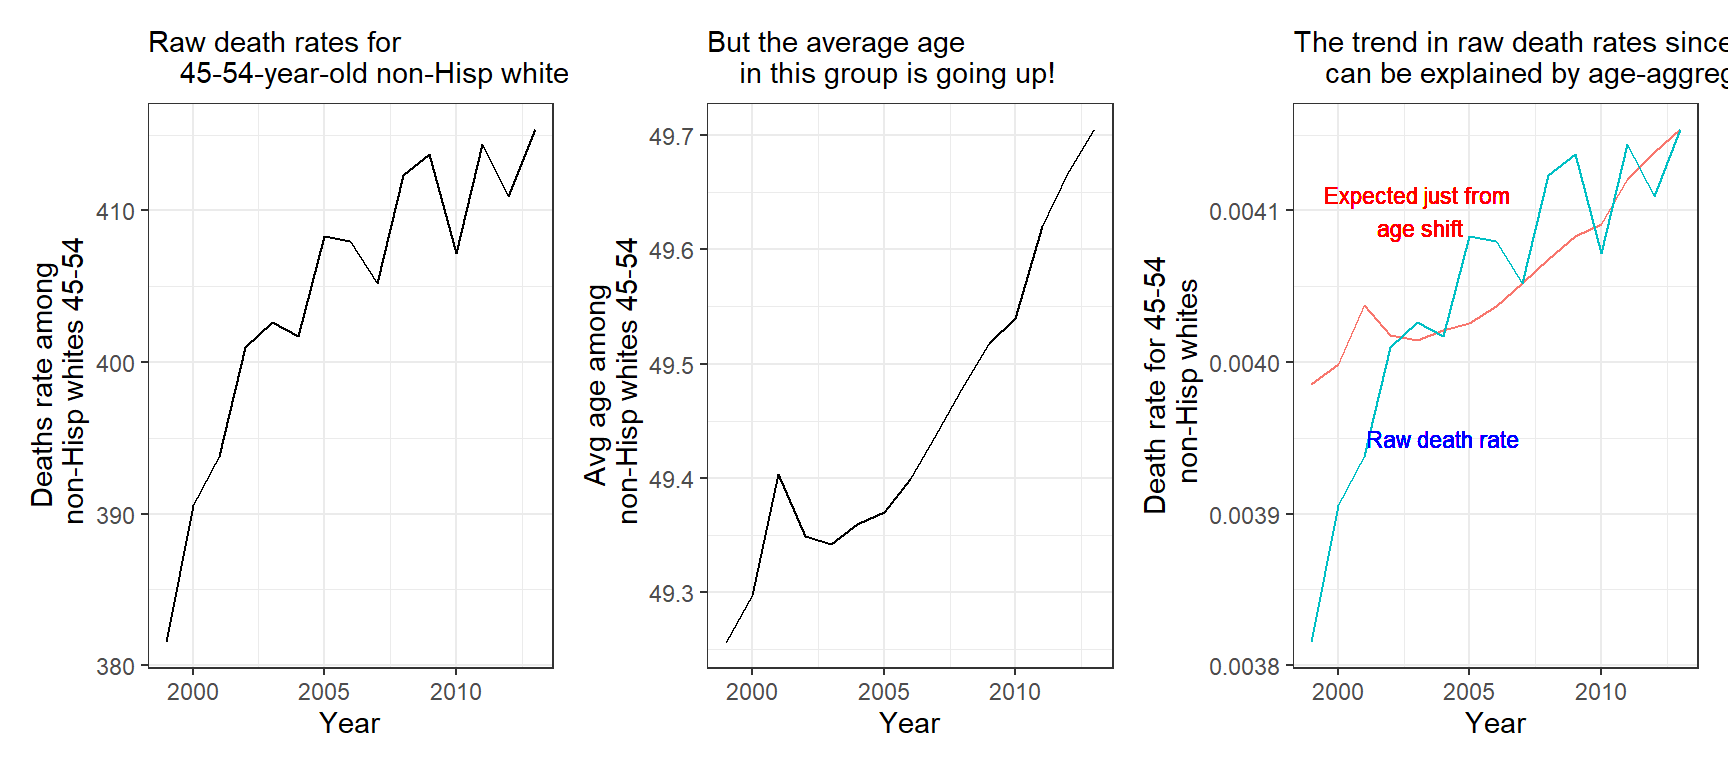 Raw death rates for
45-54-year-old non-Hisp white
Deaths rate among
non-Hisp whites 45-54
410
400
390
380
2000 2005 2010
Year
But the average age
in this group is going up!
Avg age among
non-Hisp whites 45-54
49.7
49.6
49.5
49.4
49.3
2000 2005 2010
Year
The trend in raw death rates since
can be explained by age-aggreg
Death rate for 45-54
non-Hisp whites
0.0041
0.0040
0.0039
0.0038
Expected just from
age shift
Raw death rate
2000 2005 2010
Year